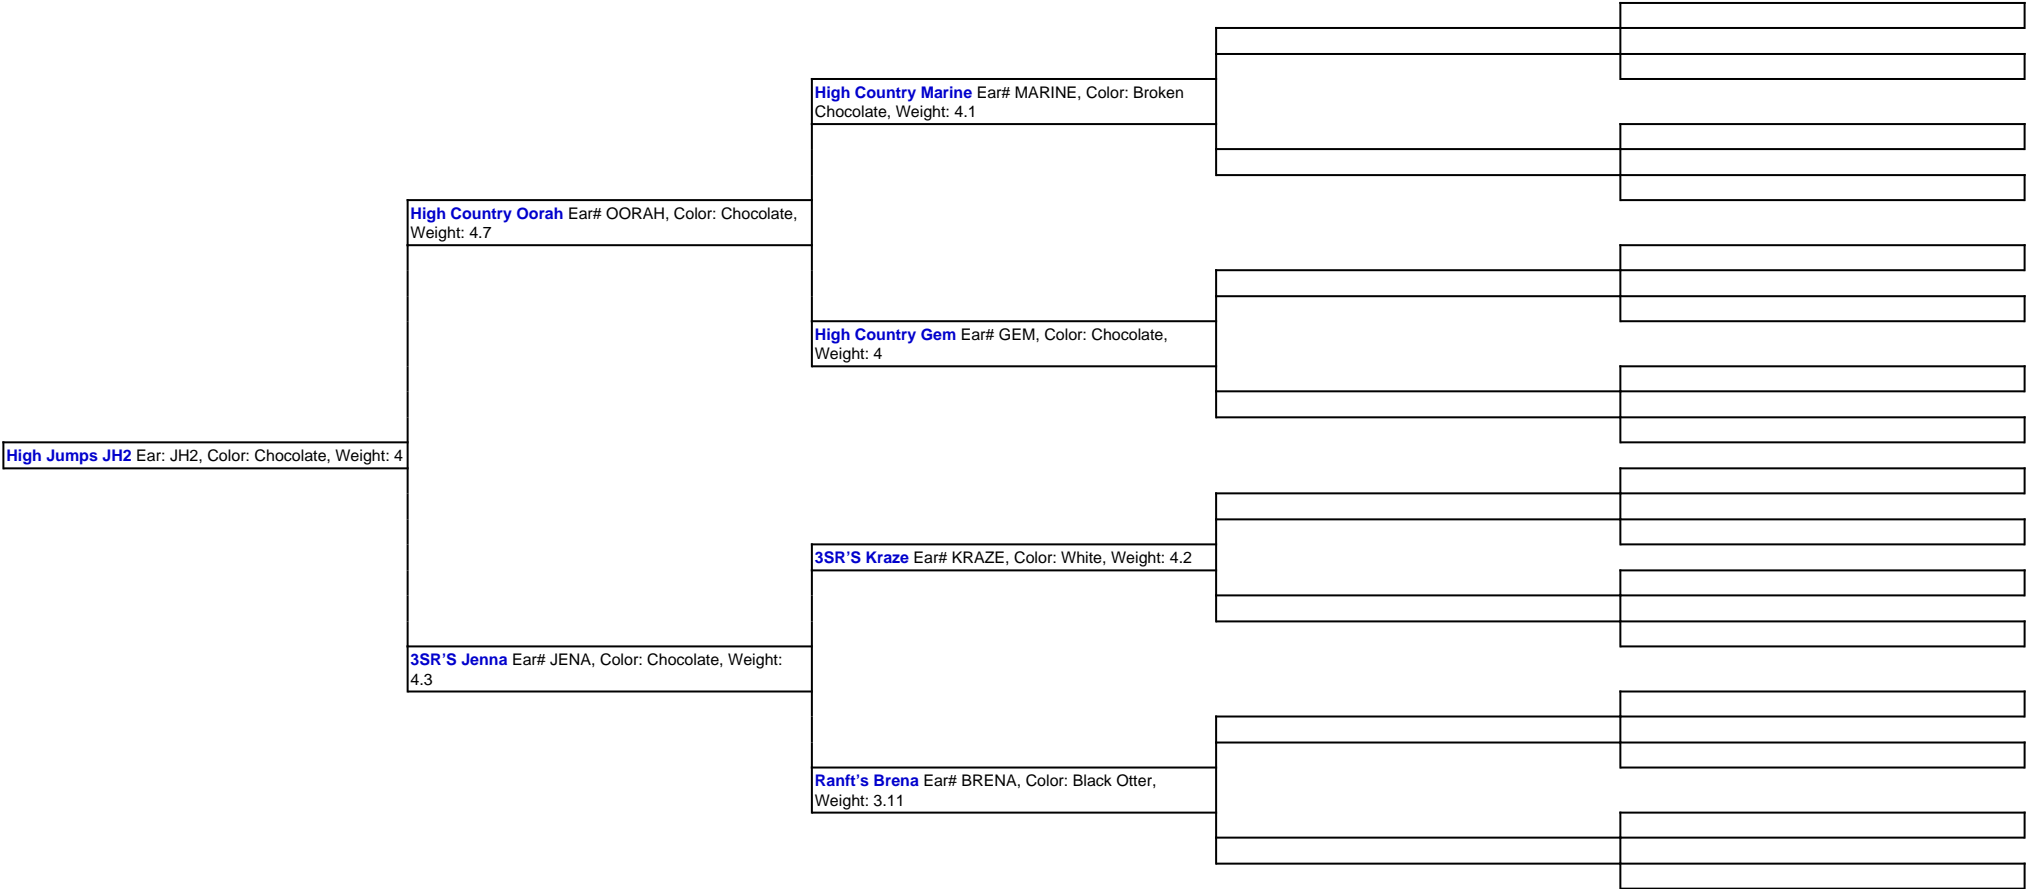 High Country Marine Ear# MARINE, Color: Broken
Chocolate, Weight: 4.1
High Country Oorah Ear# OORAH, Color: Chocolate,
Weight: 4.7
High Country Gem Ear# GEM, Color: Chocolate,
Weight: 4
High Jumps JH2 Ear: JH2, Color: Chocolate, Weight: 4
3SR’S Kraze Ear# KRAZE, Color: White, Weight: 4.2
3SR’S Jenna Ear# JENA, Color: Chocolate, Weight:
4.3
Ranft’s Brena Ear# BRENA, Color: Black Otter,
Weight: 3.11